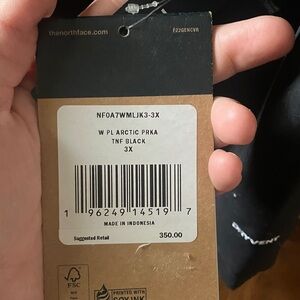 thenorthface.com F22GENCVR
NF0A7WMLJK3-3X
W PL ARCTIC PRKA
TNF BLACK
3X
1 96249 14519 7
MADE IN INDONESIA
Suggested Retail 350.00
FSC
PRINTED WITH
SOY INK
DRYVENT